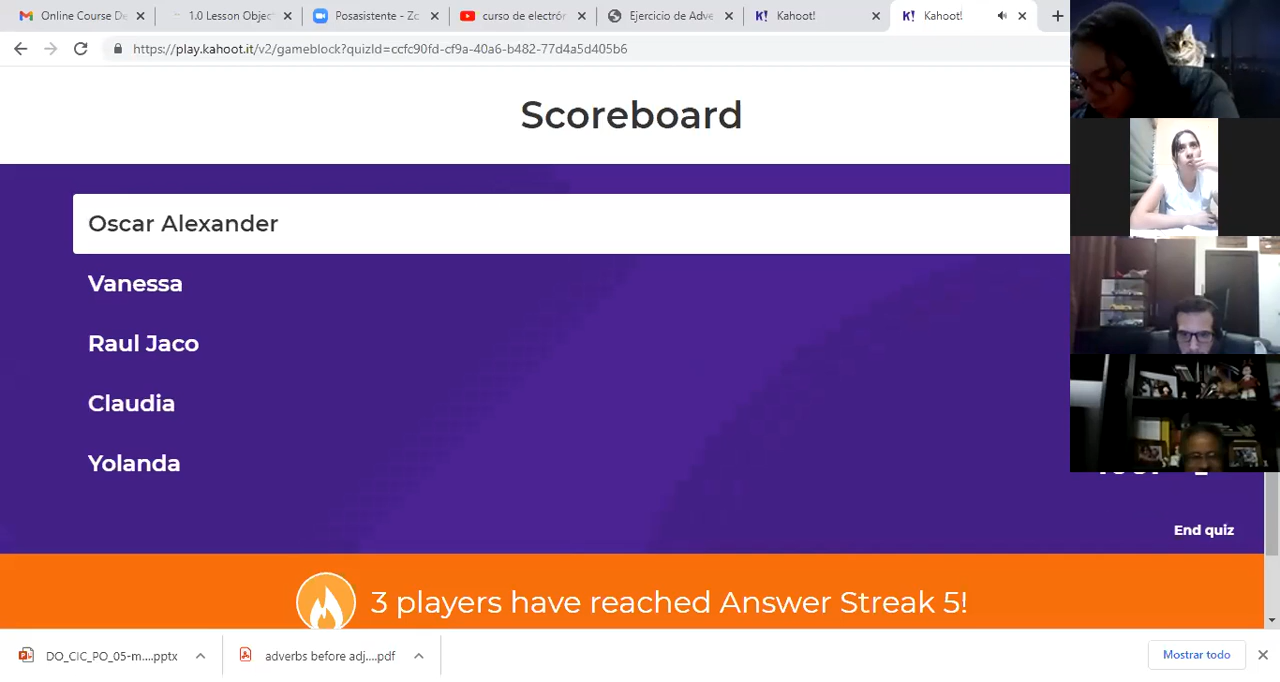 Online Course De
1.0 Lesson Object
Posasistente - Zo
curso de electrór
Ejercicio de Adve
Kahoot!
Kahoot!
https://play.kahoot.it/v2/gameblock?quizId=ccfc90fd-cf9a-40a6-b482-77d4a5d405b6
Scoreboard
Oscar Alexander
Vanessa
Raul Jaco
Claudia
Yolanda
End quiz
3 players have reached Answer Streak 5!
DO_CIC_PO_05-m....pptx
adverbs before adj....pdf
Mostrar todo